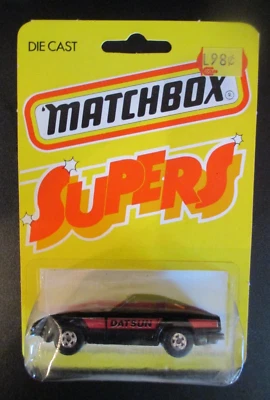 DIE CAST
MATCHBOX
®
SUPERS
DATSUN